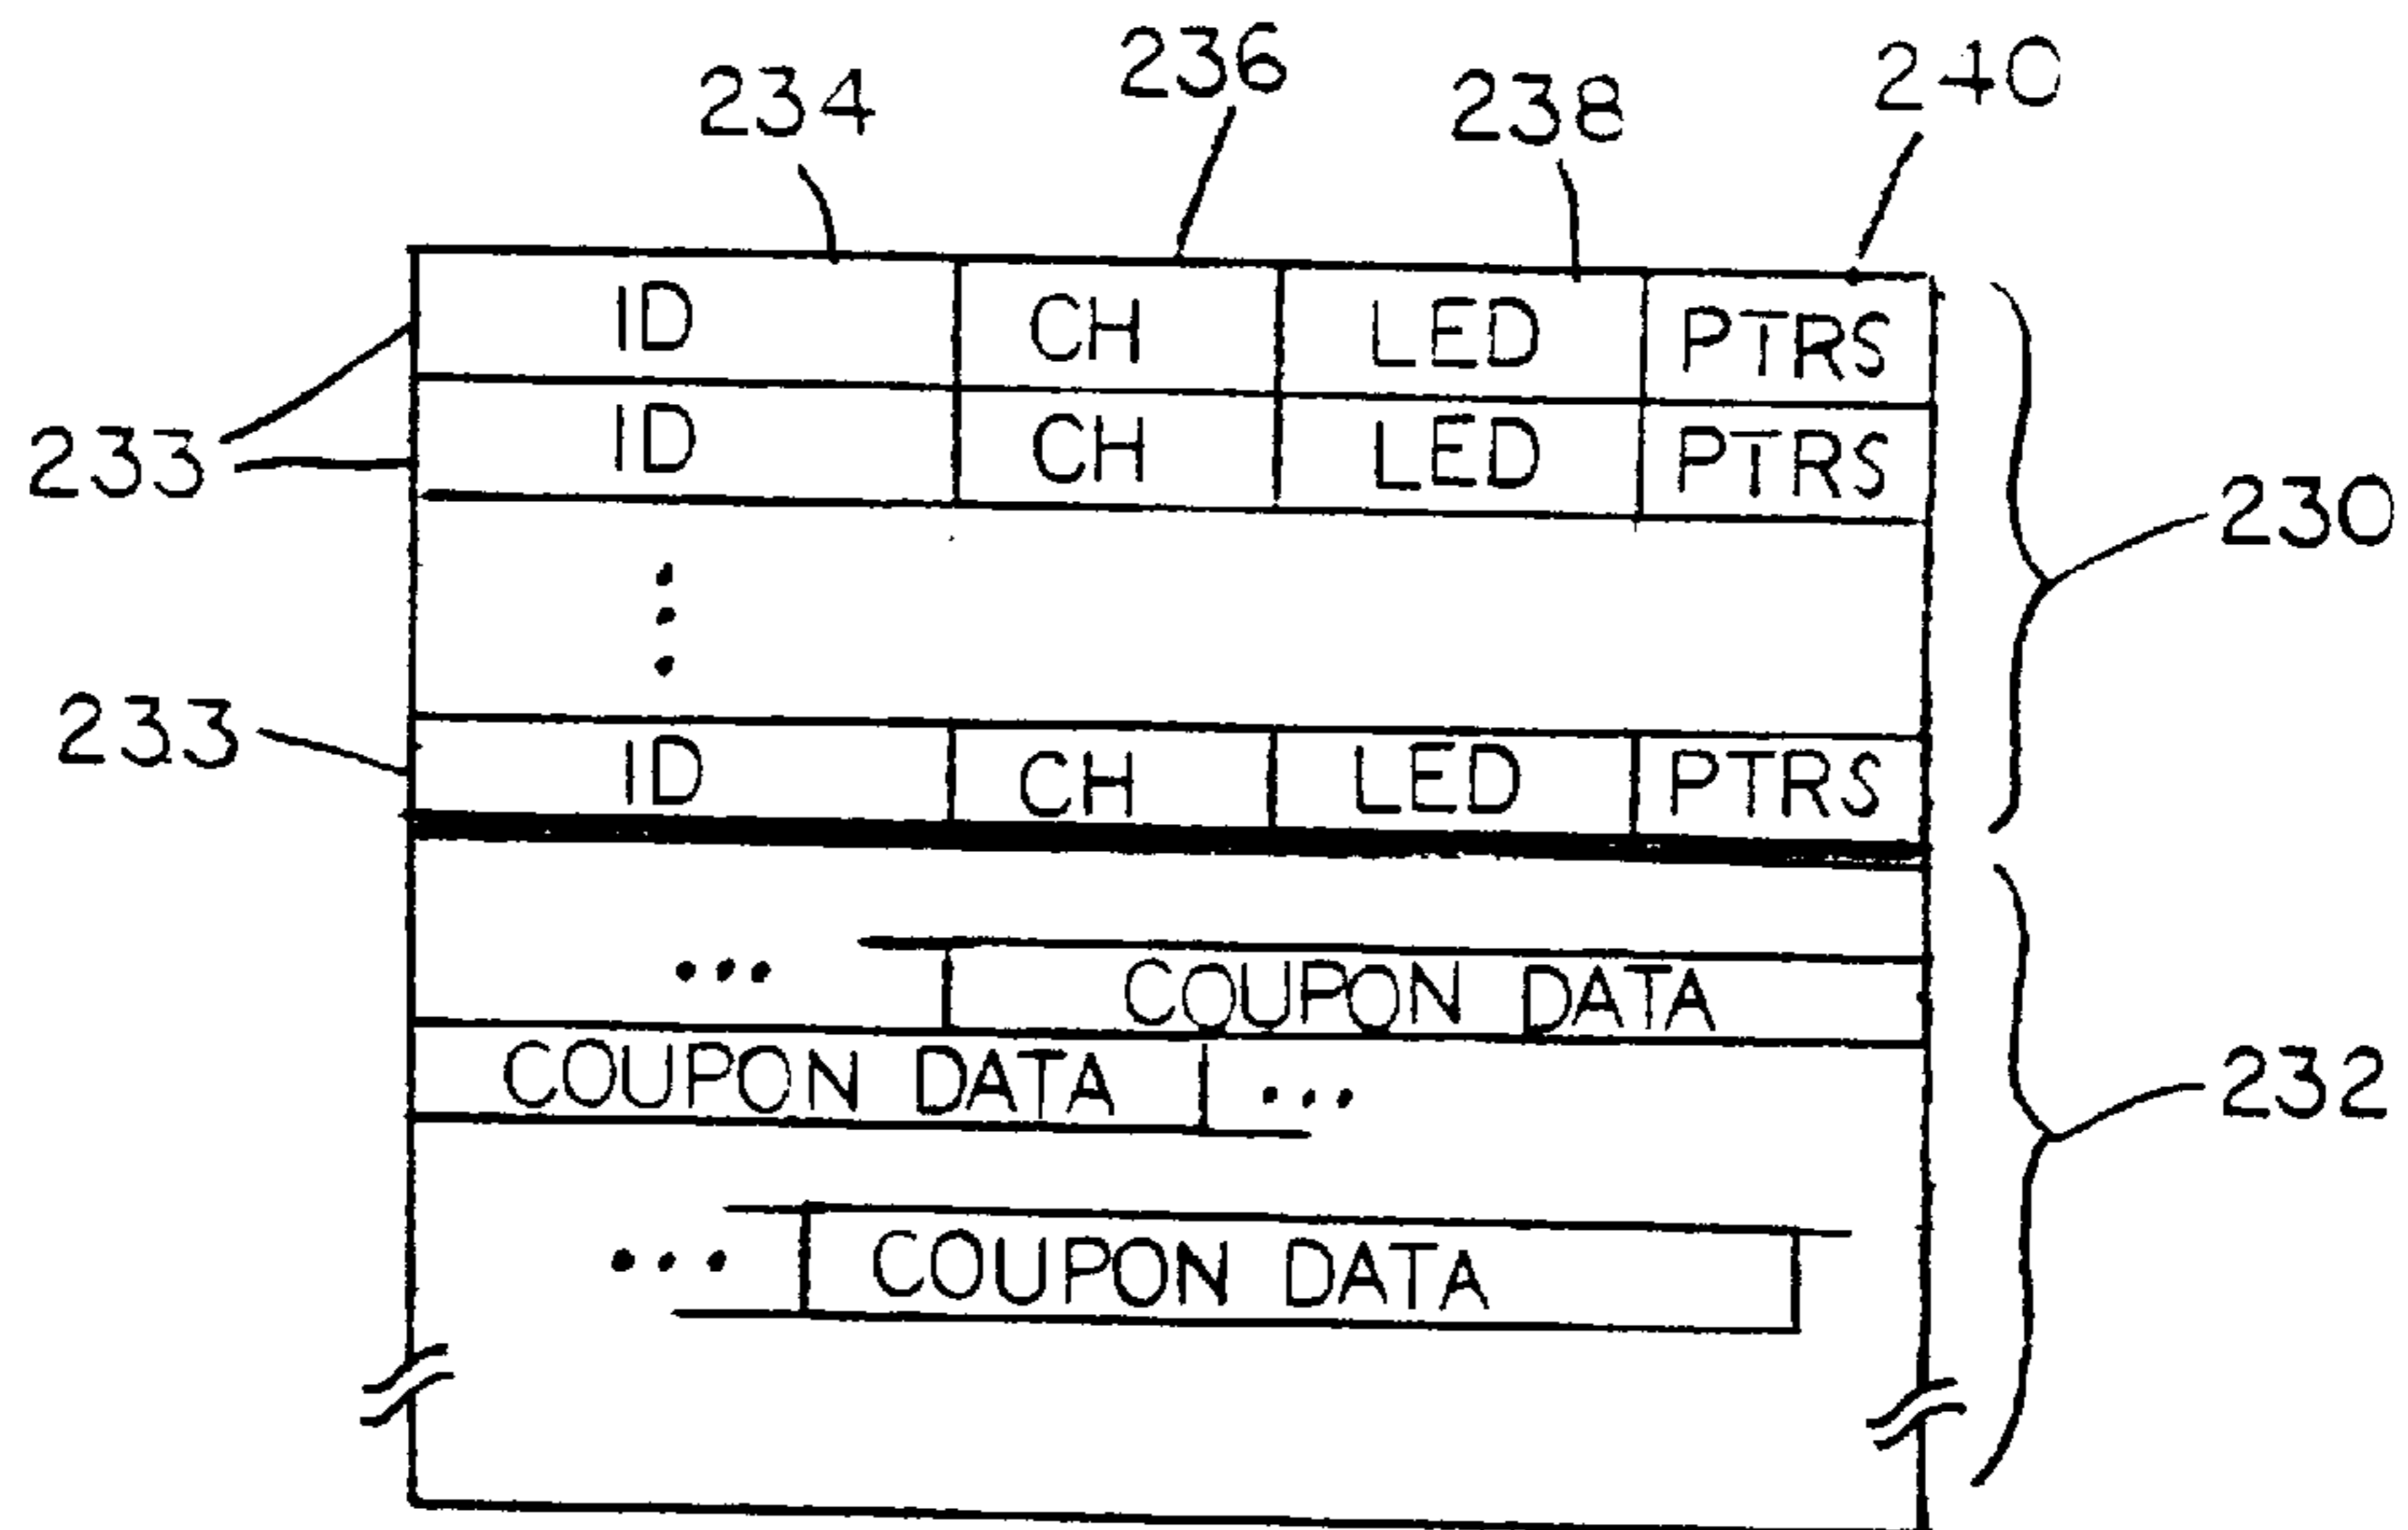 234 236 238 240
ID CH LED PTRS
233 ID CH LED PTRS
230
233 ID CH LED PTRS
... COUPON DATA
COUPON DATA ...
232
... COUPON DATA